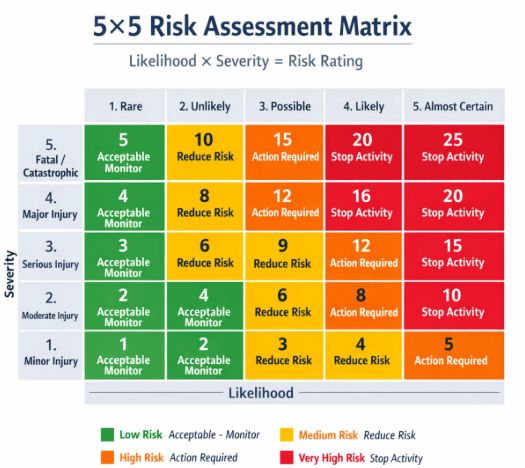 5×5 Risk Assessment Matrix
Likelihood × Severity = Risk Rating
1. Rare
2. Unlikely
3. Possible
4. Likely
5. Almost Certain
Severity
5.
Fatal /
Catastrophic
5
Acceptable
Monitor
10
Reduce Risk
15
Action Required
20
Stop Activity
25
Stop Activity
4.
Major Injury
4
Acceptable
Monitor
8
Reduce Risk
12
Action Required
16
Stop Activity
20
Stop Activity
3.
Serious Injury
3
Acceptable
Monitor
6
Reduce Risk
9
Reduce Risk
12
Action Required
15
Stop Activity
2.
Moderate Injury
2
Acceptable
Monitor
4
Acceptable
Monitor
6
Reduce Risk
8
Action Required
10
Stop Activity
1.
Minor Injury
1
Acceptable
Monitor
2
Acceptable
Monitor
3
Reduce Risk
4
Reduce Risk
5
Action Required
Likelihood
Low Risk Acceptable – Monitor
Medium Risk Reduce Risk
High Risk Action Required
Very High Risk Stop Activity